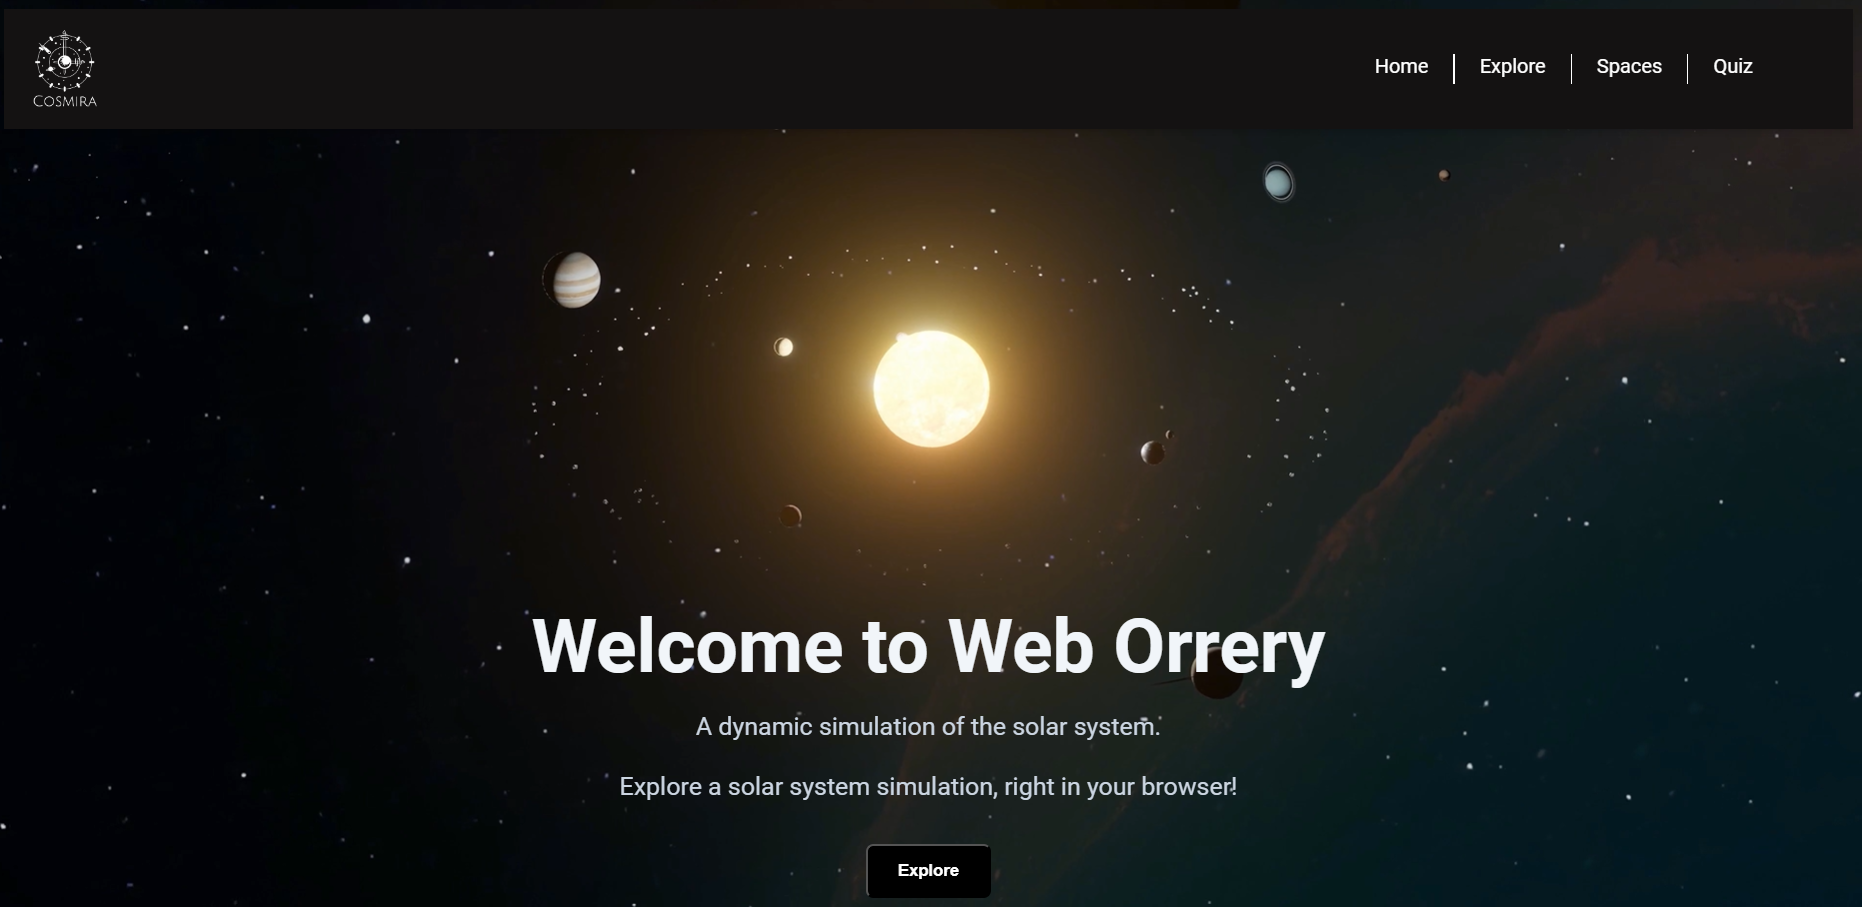 COSMIRA
Home
Explore
Spaces
Quiz
Welcome to Web Orrery
A dynamic simulation of the solar system.
Explore a solar system simulation, right in your browser!
Explore